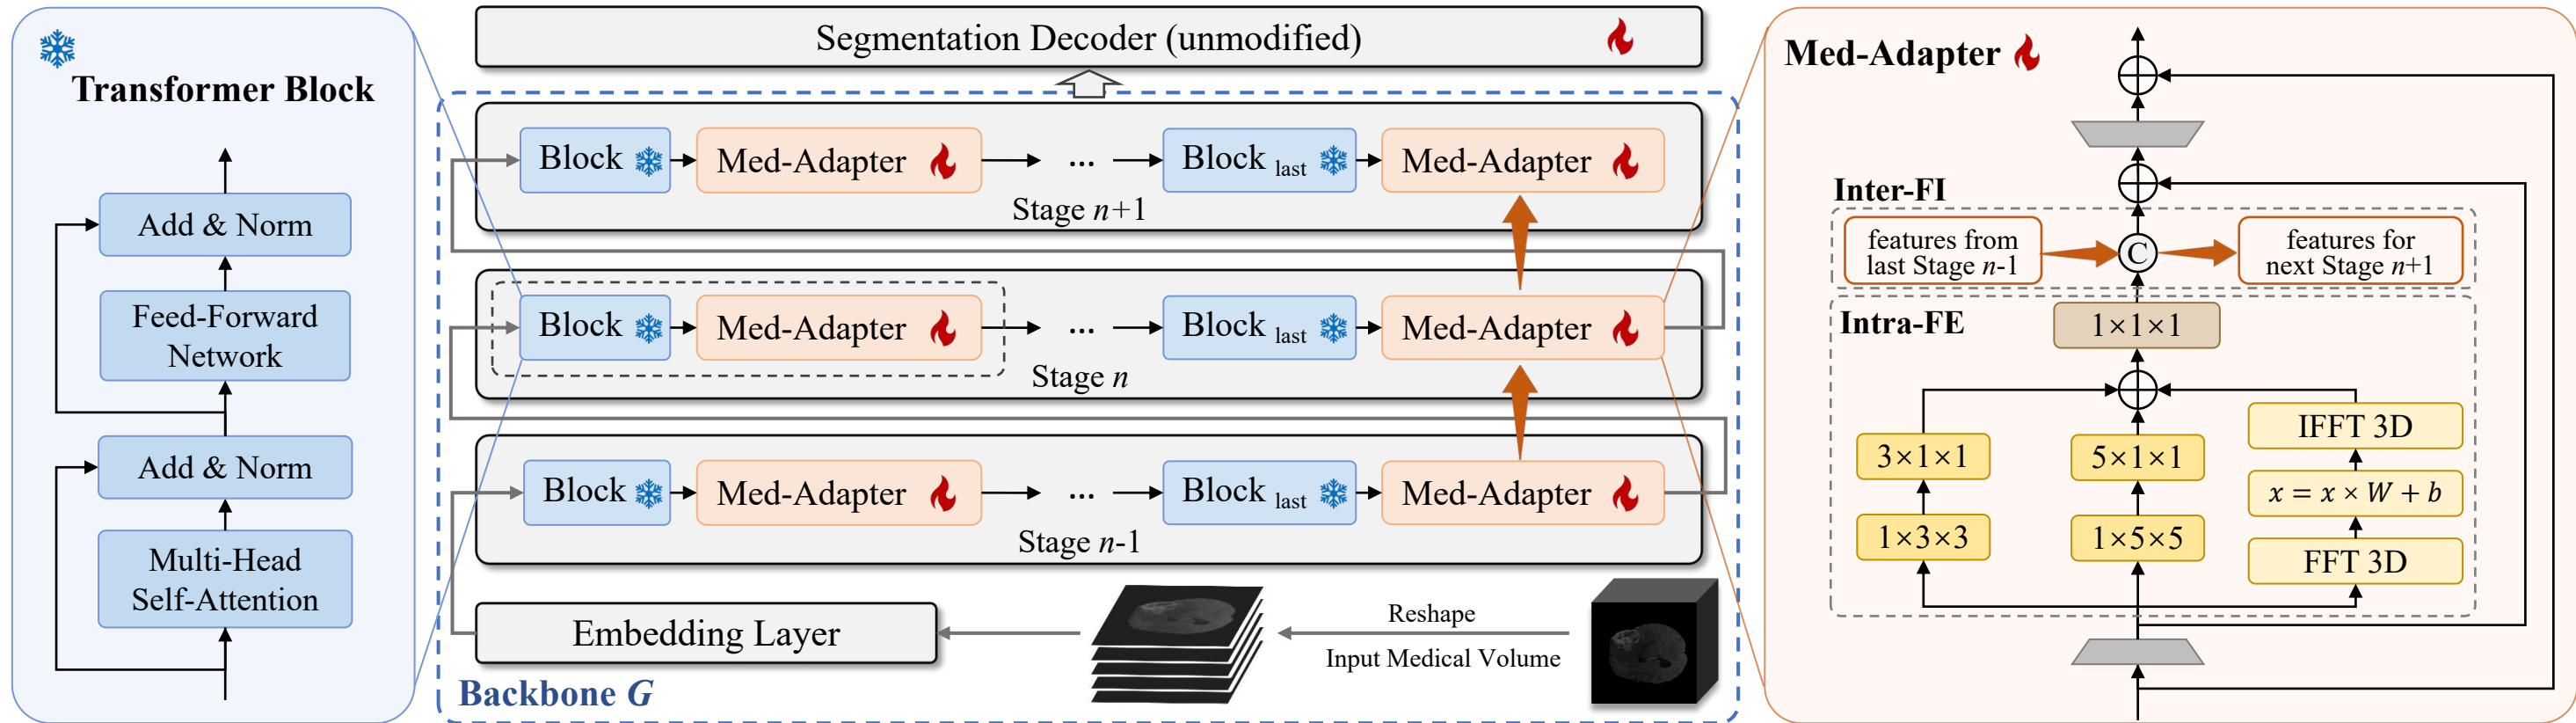 Transformer Block
Add & Norm
Feed-Forward
Network
Add & Norm
Multi-Head
Self-Attention
Segmentation Decoder (unmodified)
Block
Med-Adapter
...
Block last
Med-Adapter
Stage n+1
Block
Med-Adapter
...
Block last
Med-Adapter
Stage n
Block
Med-Adapter
...
Block last
Med-Adapter
Stage n-1
Embedding Layer
Reshape
Input Medical Volume
Backbone G
Med-Adapter
Inter-FI
features from
last Stage n-1
C
features for
next Stage n+1
Intra-FE
1×1×1
3×1×1
1×3×3
5×1×1
1×5×5
IFFT 3D
x = x × W + b
FFT 3D